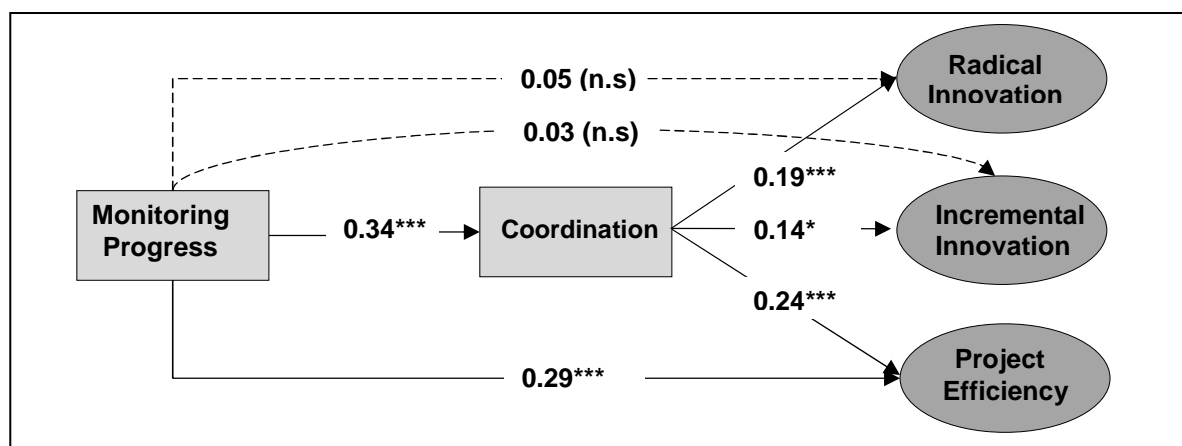 0.05 (n.s)
Radical
Innovation
0.03 (n.s)
0.19***
Monitoring
Progress
0.34***
Coordination
0.14*
Incremental
Innovation
0.24***
0.29***
Project
Efficiency